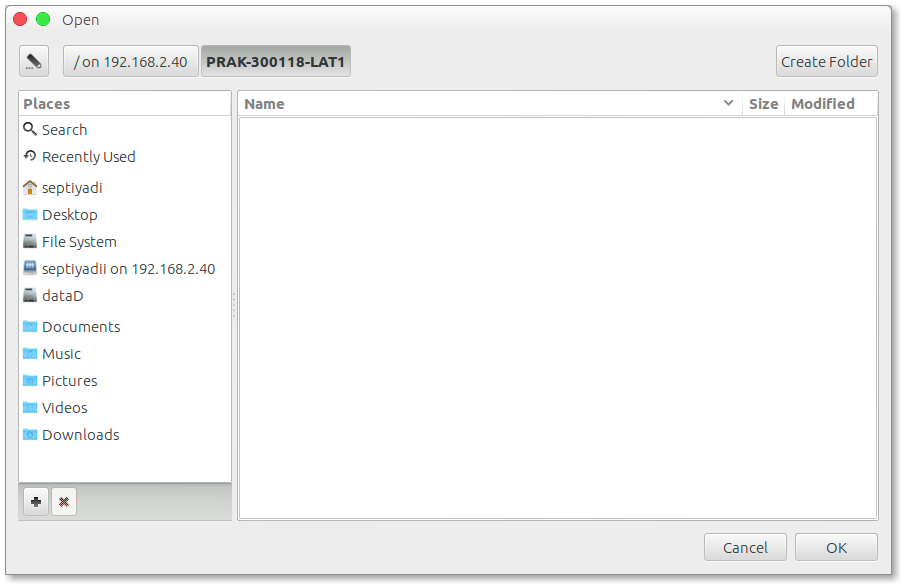 Open
/ on 192.168.2.40 PRAK-300118-LAT1 Create Folder
Places
Search
Recently Used
septiyadi
Desktop
File System
septiyadii on 192.168.2.40
dataD
Documents
Music
Pictures
Videos
Downloads
Name Size Modified
Cancel OK